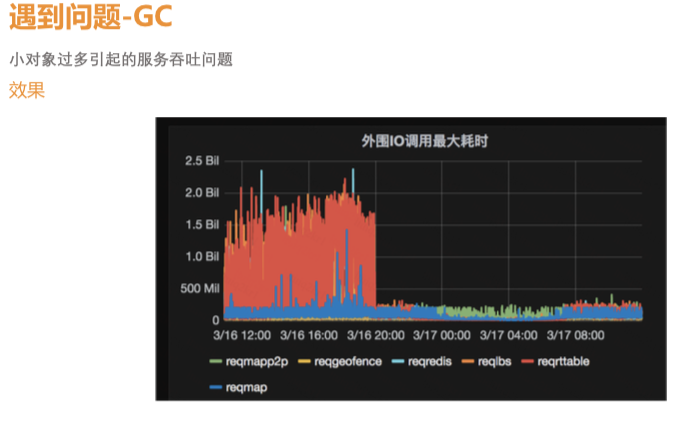 遇到问题-GC
小对象过多引起的服务吞吐问题
效果
外围IO调用最大耗时
2.5 Bil
2.0 Bil
1.5 Bil
1.0 Bil
500 Mil
0
3/16 12:00 3/16 16:00 3/16 20:00 3/17 00:00 3/17 04:00 3/17 08:00
reqmapp2p reqgeofence reqredis reqlbs reqrttable
reqmap